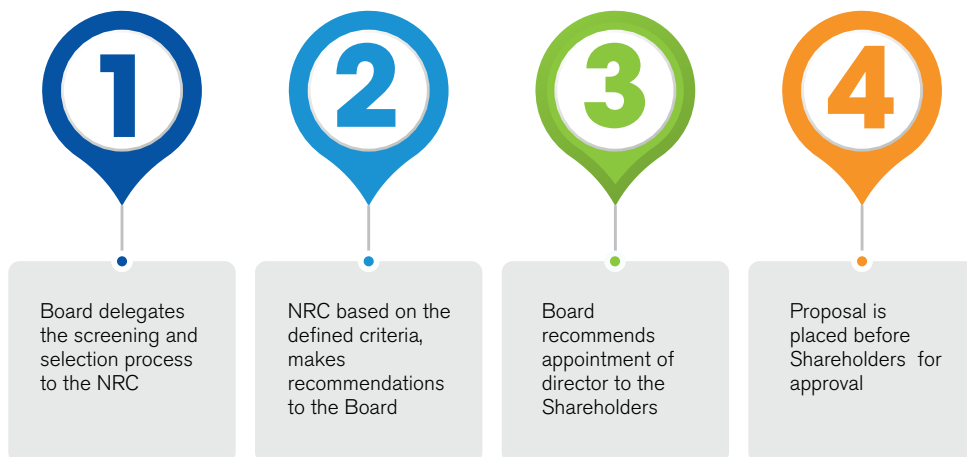 1
2
3
4
Board delegates
the screening and
selection process
to the NRC
NRC based on the
defined criteria,
makes
recommendations
to the Board
Board
recommends
appointment of
director to the
Shareholders
Proposal is
placed before
Shareholders for
approval